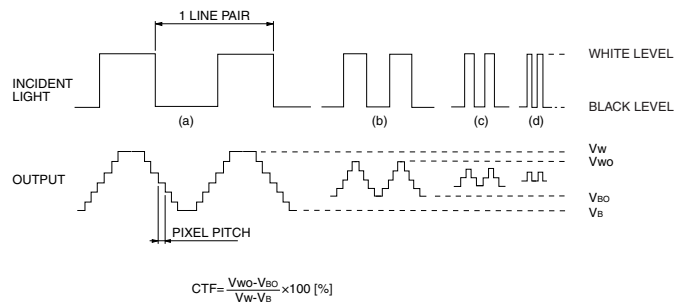 1 LINE PAIR
WHITE LEVEL
INCIDENT
LIGHT
BLACK LEVEL
(a)
(b)
(c)
(d)
Vw
Vwo
OUTPUT
VBO
VB
PIXEL PITCH
CTF=Vwo-VBO/Vw-VB×100 [%]